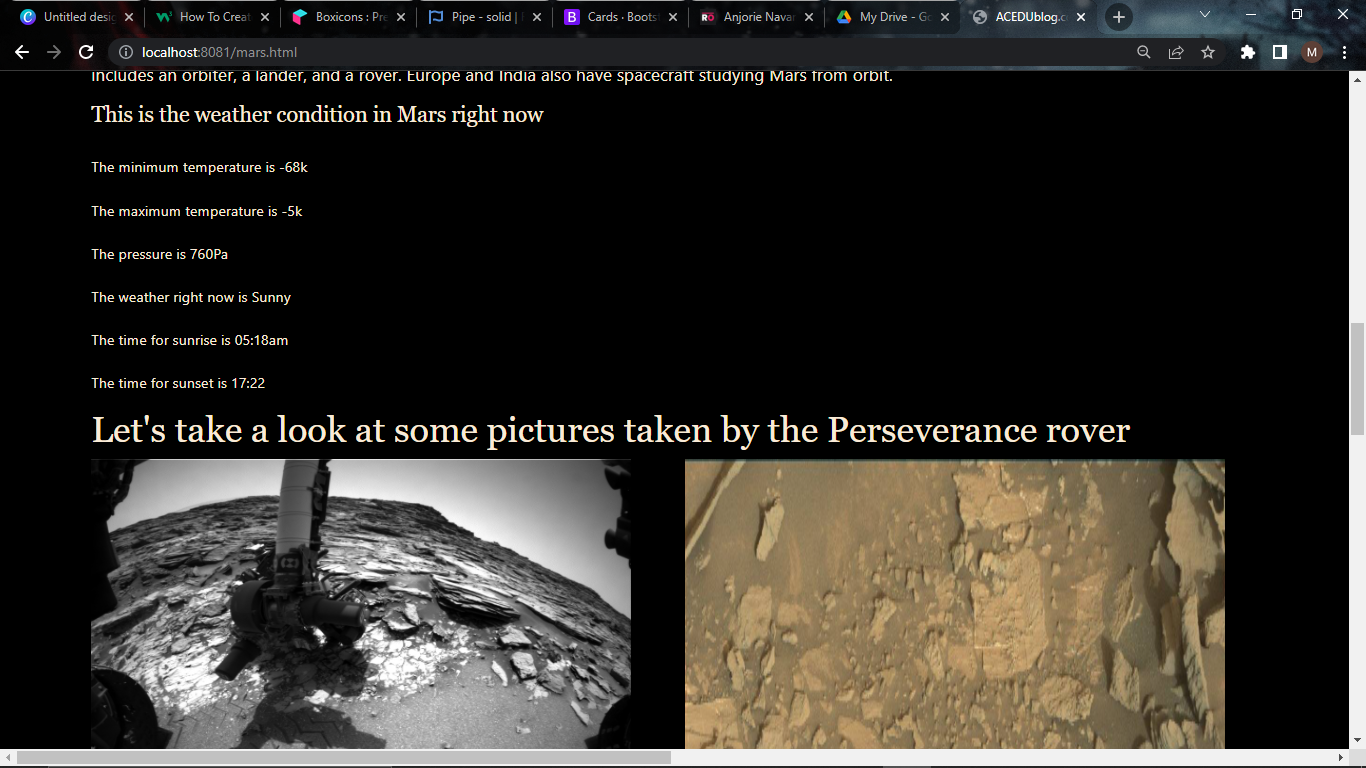 Untitled desig
How To Creat
Boxicons : Pre
Pipe - solid |
Cards · Boots
RO
Anjorie Navar
My Drive - Go
ACEDUblog.c
localhost:8081/mars.html
M
includes an orbiter, a lander, and a rover. Europe and India also have spacecraft studying Mars from orbit.
This is the weather condition in Mars right now
The minimum temperature is -68k
The maximum temperature is -5k
The pressure is 760Pa
The weather right now is Sunny
The time for sunrise is 05:18am
The time for sunset is 17:22
Let's take a look at some pictures taken by the Perseverance rover